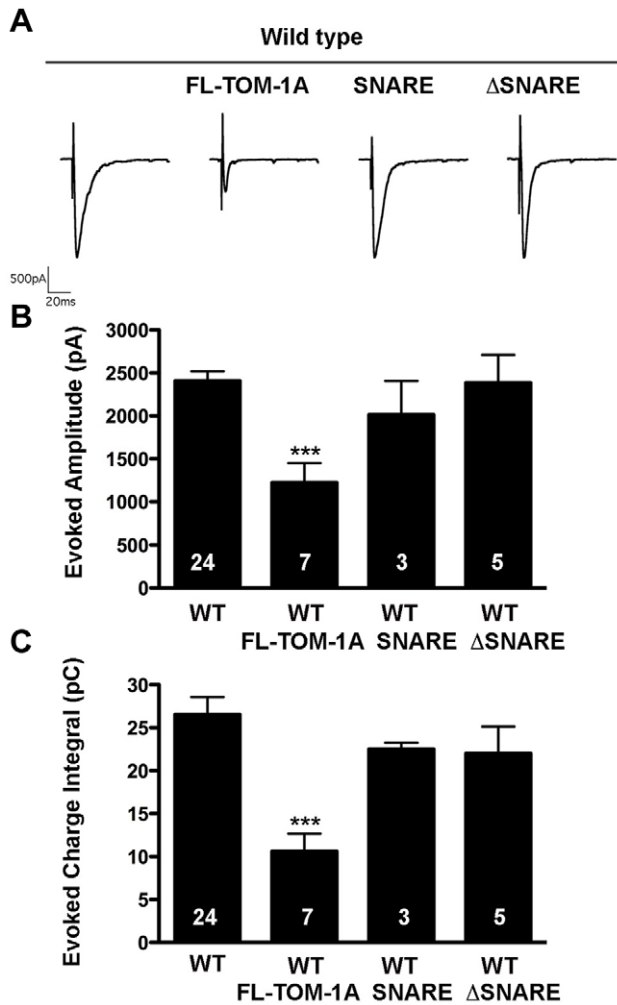 A
Wild type
FL-TOM-1A SNARE ΔSNARE
500pA
20ms
B
Evoked Amplitude (pA)
3000
2500
2000
1500
1000
500
0
***
24 7 3 5
WT WT WT WT
FL-TOM-1A SNARE ΔSNARE
C
Evoked Charge Integral (pC)
30
25
20
15
10
5
0
***
24 7 3 5
WT WT WT WT
FL-TOM-1A SNARE ΔSNARE